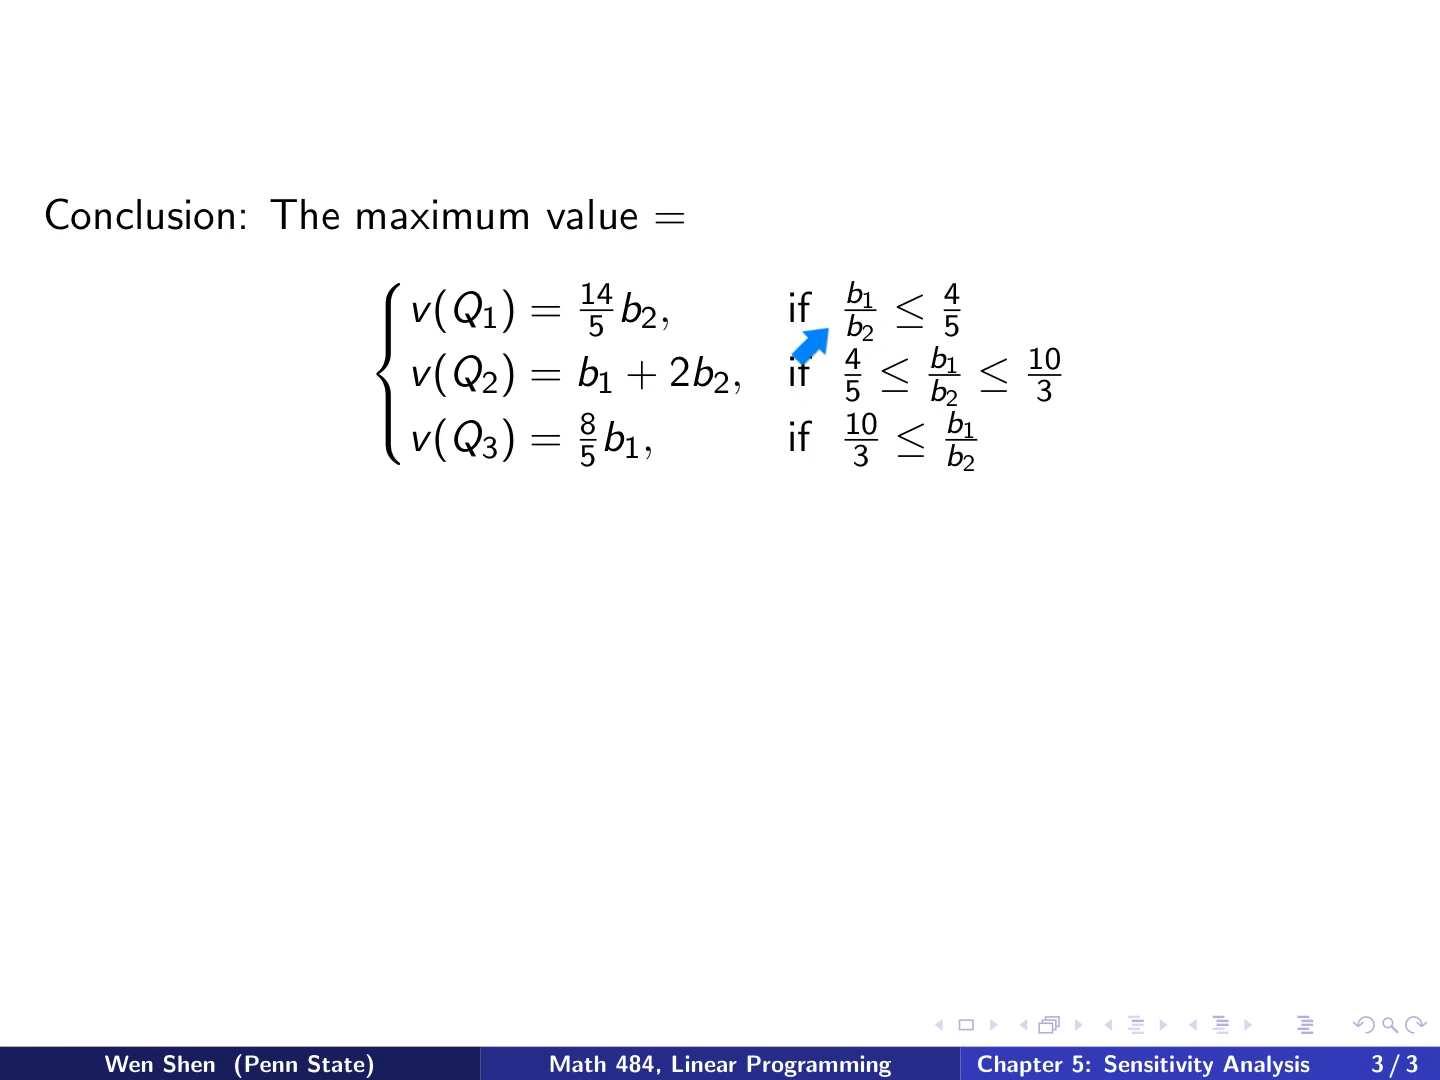 Conclusion: The maximum value =
v(Q₁) = 14/5 b₂, if b₁/b₂ ≤ 4/5
v(Q₂) = b₁ + 2b₂, if 4/5 ≤ b₁/b₂ ≤ 10/3
v(Q₃) = 8/5 b₁, if 10/3 ≤ b₁/b₂
Wen Shen (Penn State) Math 484, Linear Programming Chapter 5: Sensitivity Analysis 3 / 3